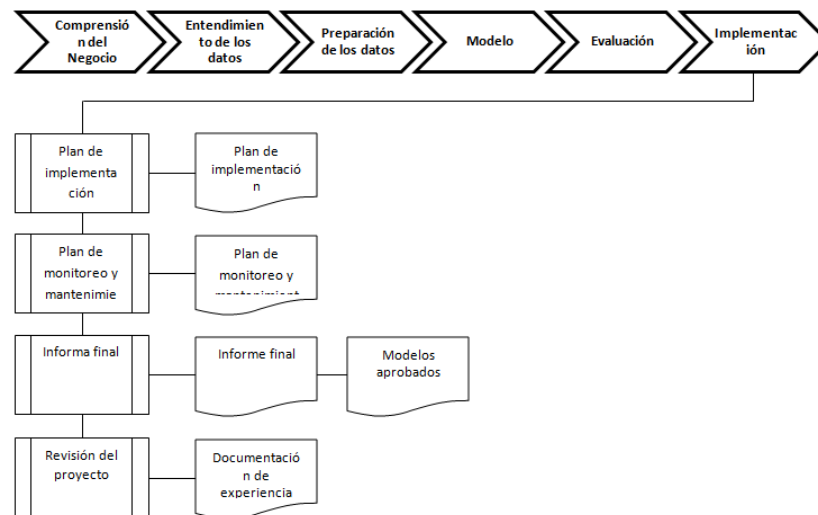 Comprensió
n del
Negocio
Entendimien
to de los
datos
Preparación
de los datos
Modelo
Evaluación
Implementac
ión
Plan de
implementa
ción
Plan de
implementació
n
Plan de
monitoreo y
mantenimie
Plan de
monitoreo y
mantenimient
Informa final
Informe final
Modelos
aprobados
Revisión del
proyecto
Documentació
n de
experiencia